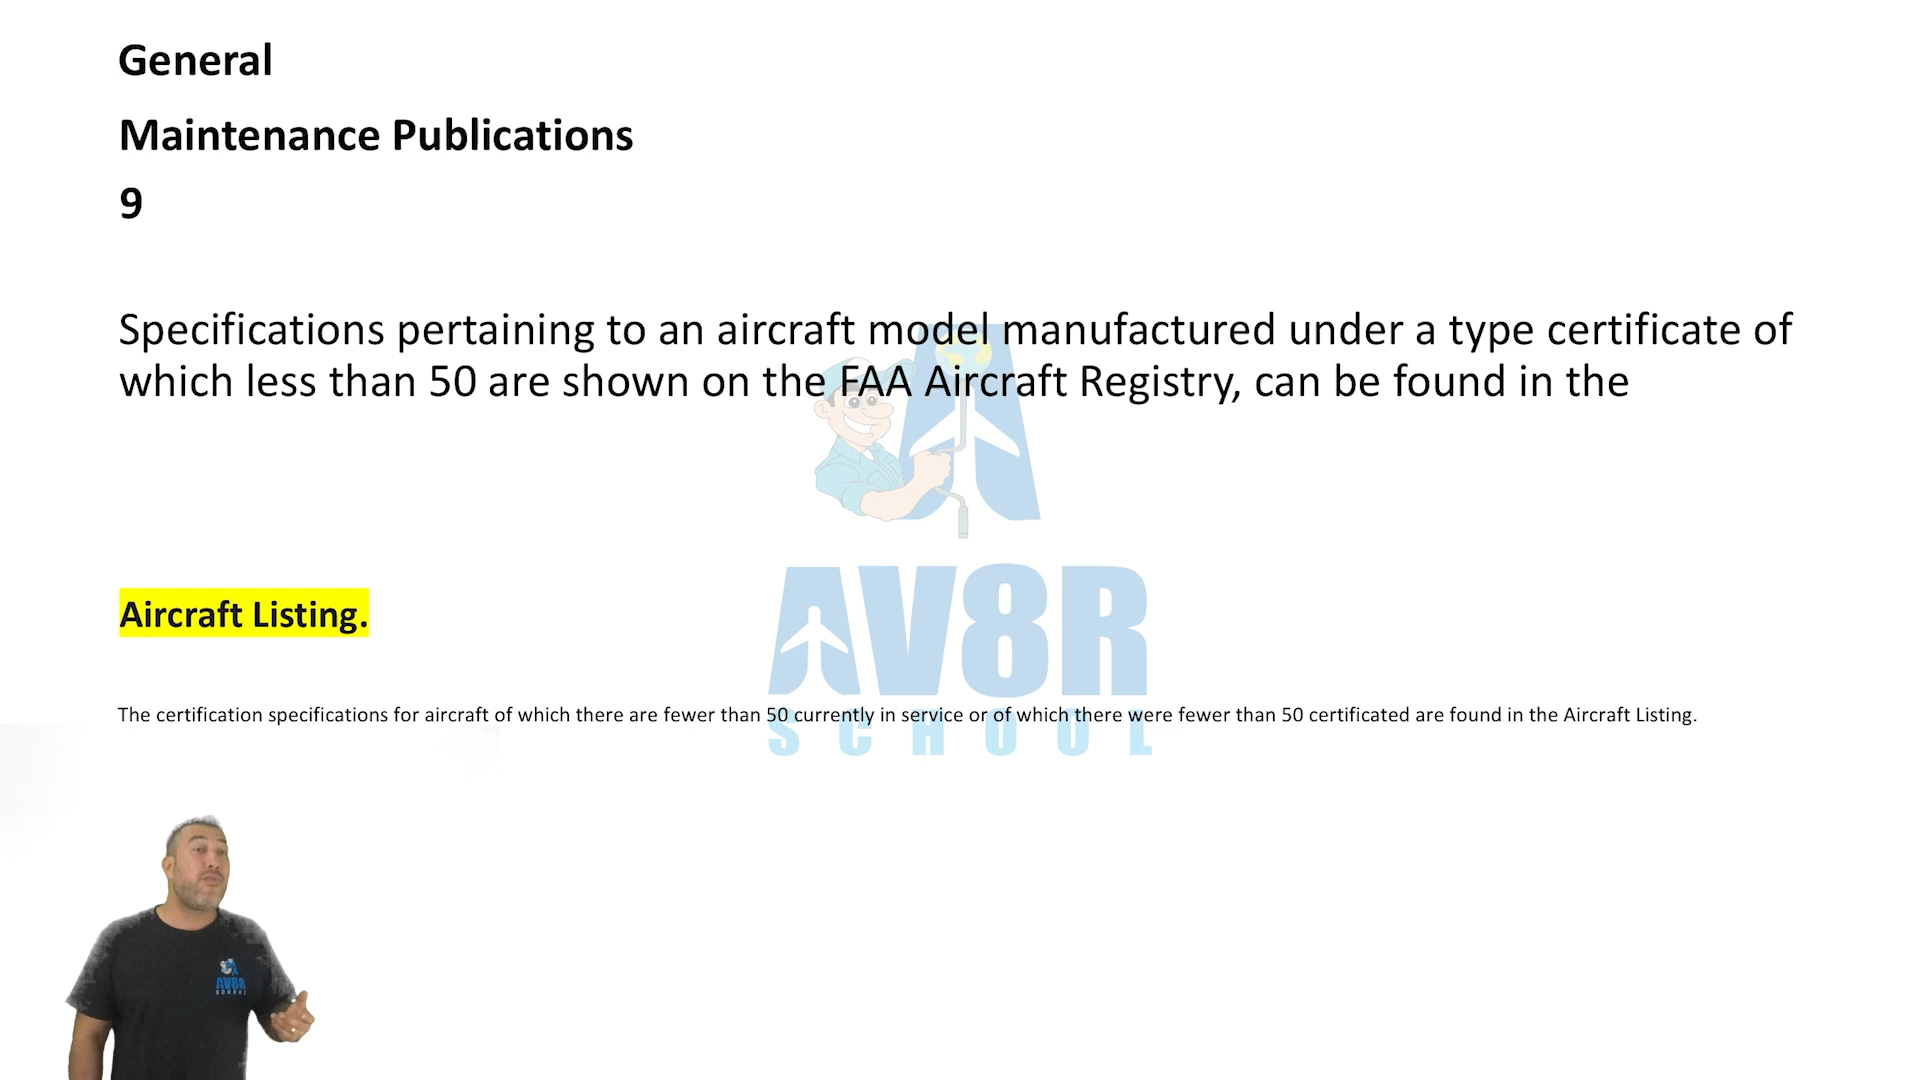 General
Maintenance Publications
9
Specifications pertaining to an aircraft model manufactured under a type certificate of
which less than 50 are shown on the FAA Aircraft Registry, can be found in the
Aircraft Listing.
AV8R
The certification specifications for aircraft of which there are fewer than 50 currently in service or of which there were fewer than 50 certificated are found in the Aircraft Listing.
SCHOOL
AV8R
SCHOOL